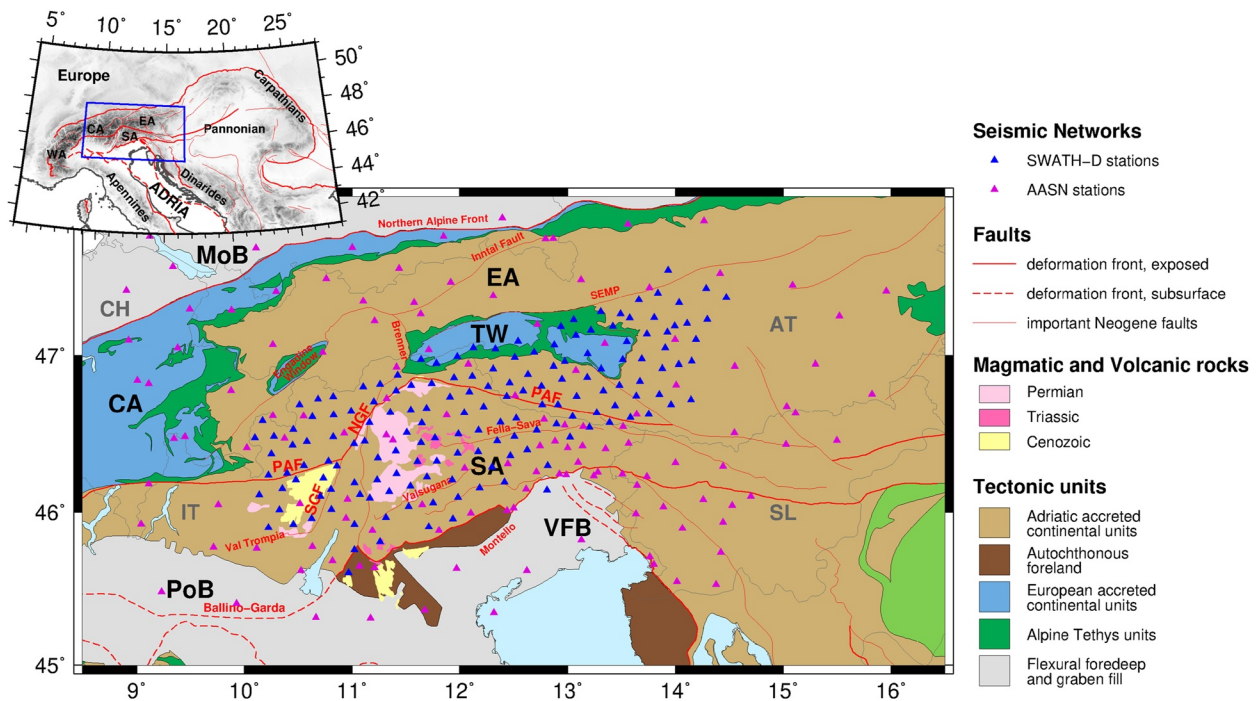 5° 10° 15° 20° 25°
50°
48°
46°
44°
42°
Europe
Carpathians
EA
CA
SA
Pannonian
WA
Apennines
ADRIA
Dinarides
MoB
Northern Alpine Front
Inntal Fault
EA
CH
SEMP
AT
TW
Brenner
Engadine
Window
47°
CA
NGF
PAF
Fella-Sava
PAF
SA
SGF
Valsugana
46°
IT
SL
VFB
Montello
Val Trompia
PoB
Ballino-Garda
45°
9° 10° 11° 12° 13° 14° 15° 16°
Seismic Networks
SWATH-D stations
AASN stations
Faults
deformation front, exposed
deformation front, subsurface
important Neogene faults
Magmatic and Volcanic rocks
Permian
Triassic
Cenozoic
Tectonic units
Adriatic accreted
continental units
Autochthonous
foreland
European accreted
continental units
Alpine Tethys units
Flexural foredeep
and graben fill